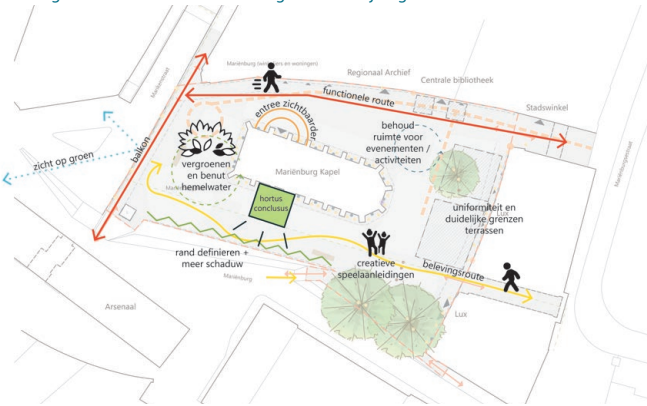 Mariënburg (winkeliers en woningen)
Regionaal Archief
Centrale bibliotheek
Stadswinkel
functionele route
entree zichtbaarder
behoud
ruimte voor
evenementen /
activiteiten
balkon
zicht op groen
vergroenen
en benut
hemelwater
Mariënburg Kapel
hortus
conclusus
uniformiteit en
duidelijke grenzen
terrassen
Lux
rand definiëren +
meer schaduw
Mariënburg
creatieve
speelaanleidingen
belevingsroute
Arsenaal
Lux